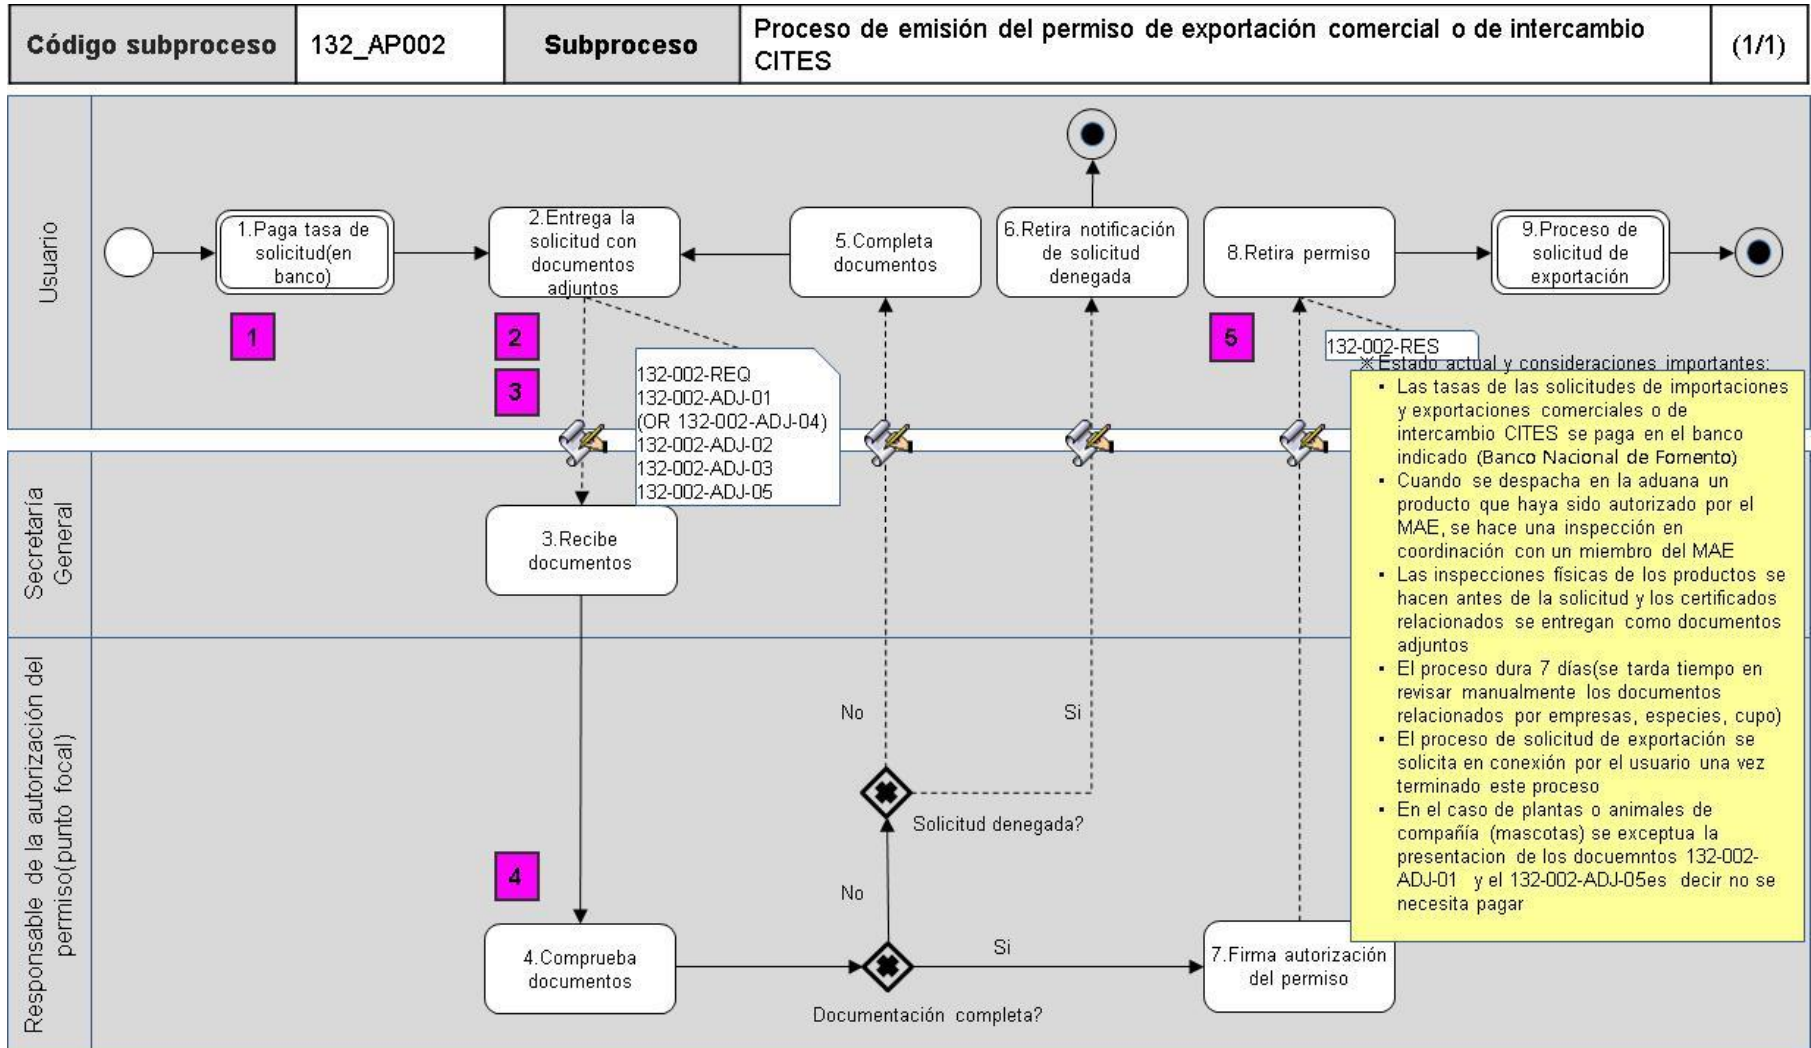 Código subproceso
132_AP002
Subproceso
Proceso de emisión del permiso de exportación comercial o de intercambio
CITES
(1/1)
Usuario
1.Paga tasa de
solicitud(en
banco)
2.Entrega la
solicitud con
documentos
adjuntos
5.Completa
documentos
6.Retira notificación
de solicitud
denegada
8.Retira permiso
9.Proceso de
solicitud de
exportación
1
2
3
5
132-002-REQ
132-002-ADJ-01
(OR 132-002-ADJ-04)
132-002-ADJ-02
132-002-ADJ-03
132-002-ADJ-05
132-002-RES
※Estado actual y consideraciones importantes:
▪ Las tasas de las solicitudes de importaciones
y exportaciones comerciales o de
intercambio CITES se paga en el banco
indicado (Banco Nacional de Fomento)
▪ Cuando se despacha en la aduana un
producto que haya sido autorizado por el
MAE, se hace una inspección en
coordinación con un miembro del MAE
▪ Las inspecciones físicas de los productos se
hacen antes de la solicitud y los certificados
relacionados se entregan como documentos
adjuntos
▪ El proceso dura 7 días(se tarda tiempo en
revisar manualmente los documentos
relacionados por empresas, especies, cupo)
▪ El proceso de solicitud de exportación se
solicita en conexión por el usuario una vez
terminado este proceso
▪ En el caso de plantas o animales de
compañía (mascotas) se exceptua la
presentacion de los docuemntos 132-002-
ADJ-01 y el 132-002-ADJ-05es decir no se
necesita pagar
Secretaría
General
3.Recibe
documentos
Responsable de la autorización del
permiso(punto focal)
No
Si
Solicitud denegada?
4
No
4.Comprueba
documentos
Si
7.Firma autorización
del permiso
Documentación completa?